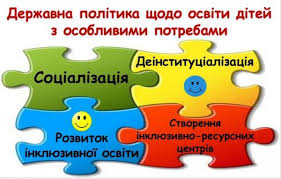 Державна політика щодо освіти дітей
з особливими потребами
Соціалізація
Деінституціалізація
Розвиток
інклюзивної освіти
Створення
інклюзивно-ресурсних
центрів